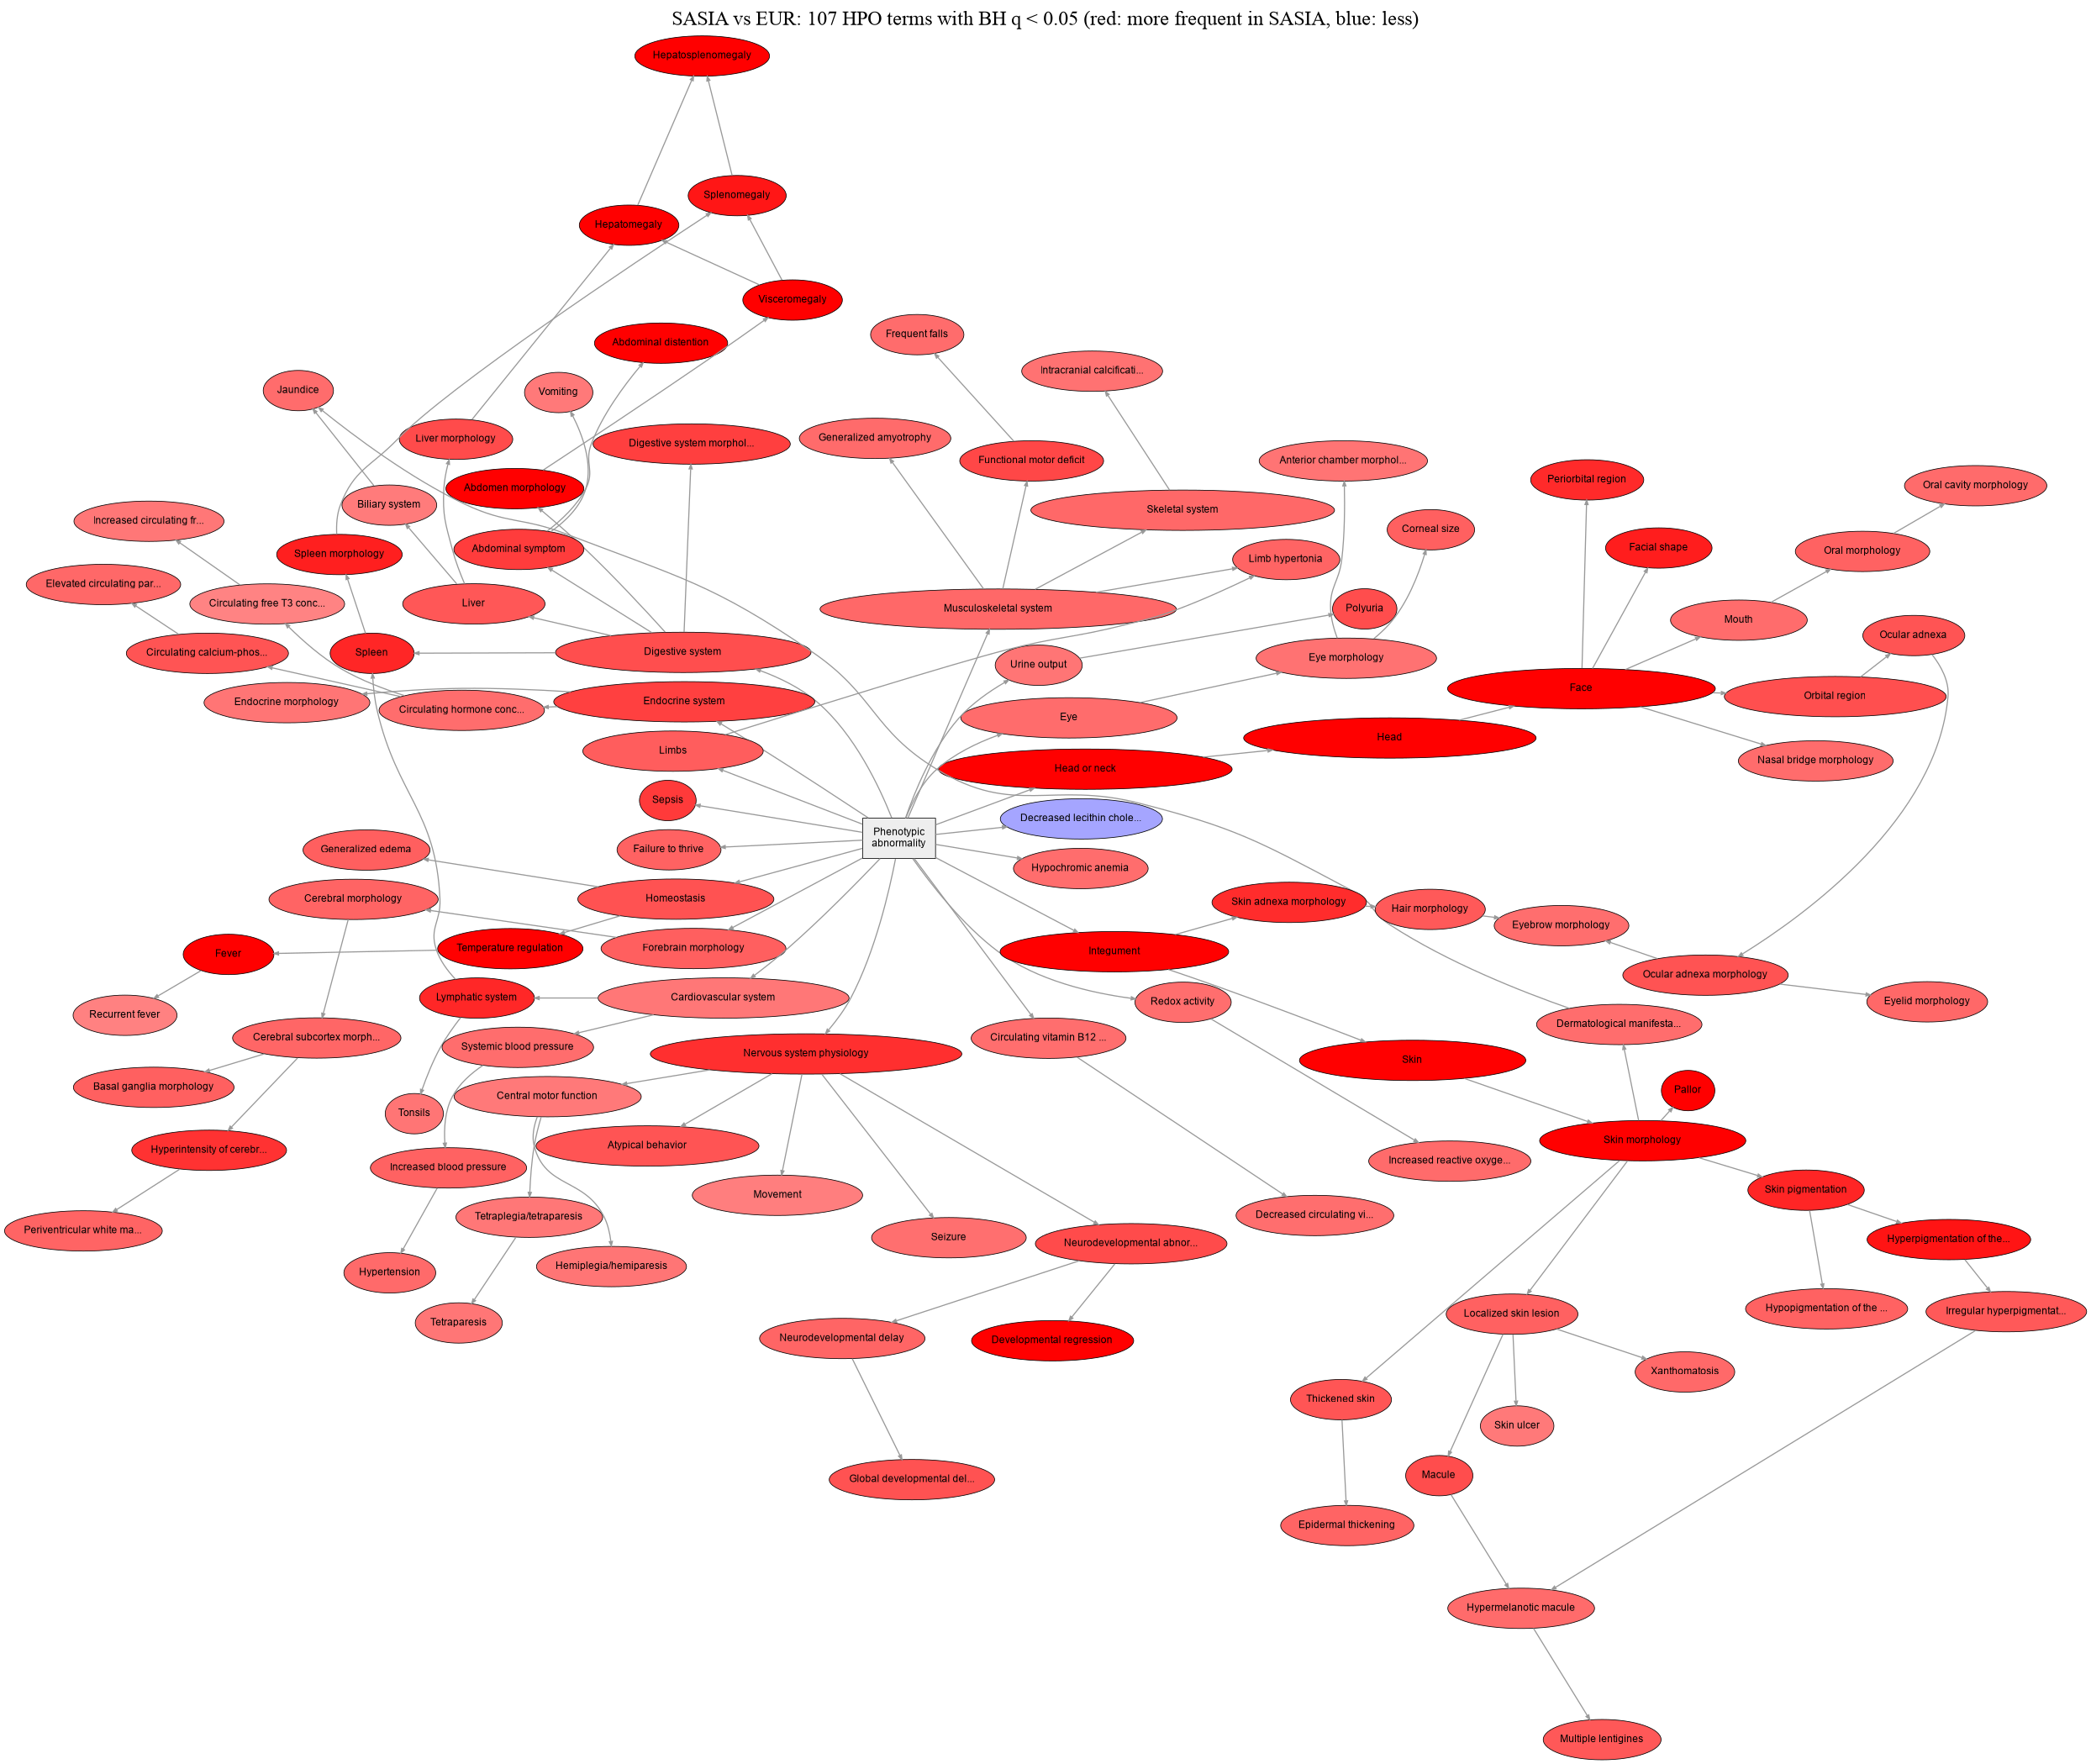 SASIA vs EUR: 107 HPO terms with BH q < 0.05 (red: more frequent in SASIA, blue: less)
Hepatosplenomegaly
Splenomegaly
Hepatomegaly
Visceromegaly
Abdominal distention
Frequent falls
Intracranial calcificati...
Jaundice
Vomiting
Liver morphology
Digestive system morphol...
Generalized amyotrophy
Functional motor deficit
Anterior chamber morphol...
Periorbital region
Oral cavity morphology
Abdomen morphology
Biliary system
Skeletal system
Increased circulating fr...
Corneal size
Spleen morphology
Abdominal symptom
Facial shape
Oral morphology
Limb hypertonia
Elevated circulating par...
Circulating free T3 conc...
Liver
Musculoskeletal system
Polyuria
Mouth
Ocular adnexa
Circulating calcium-phos...
Spleen
Digestive system
Urine output
Eye morphology
Face
Orbital region
Endocrine morphology
Circulating hormone conc...
Endocrine system
Eye
Head
Limbs
Nasal bridge morphology
Head or neck
Sepsis
Decreased lecithin chole...
Phenotypic
abnormality
Generalized edema
Failure to thrive
Hypochromic anemia
Cerebral morphology
Homeostasis
Skin adnexa morphology
Hair morphology
Eyebrow morphology
Fever
Temperature regulation
Forebrain morphology
Integument
Ocular adnexa morphology
Eyelid morphology
Recurrent fever
Lymphatic system
Cardiovascular system
Redox activity
Dermatological manifesta...
Cerebral subcortex morph...
Systemic blood pressure
Nervous system physiology
Circulating vitamin B12 ...
Skin
Basal ganglia morphology
Central motor function
Pallor
Tonsils
Atypical behavior
Skin morphology
Hyperintensity of cerebr...
Increased blood pressure
Increased reactive oxyge...
Movement
Skin pigmentation
Periventricular white ma...
Tetraplegia/tetraparesis
Seizure
Neurodevelopmental abnor...
Decreased circulating vi...
Hyperpigmentation of the...
Hypertension
Hemiplegia/hemiparesis
Tetraparesis
Neurodevelopmental delay
Developmental regression
Localized skin lesion
Hypopigmentation of the ...
Irregular hyperpigmentat...
Xanthomatosis
Thickened skin
Skin ulcer
Global developmental del...
Macule
Epidermal thickening
Hypermelanotic macule
Multiple lentigines